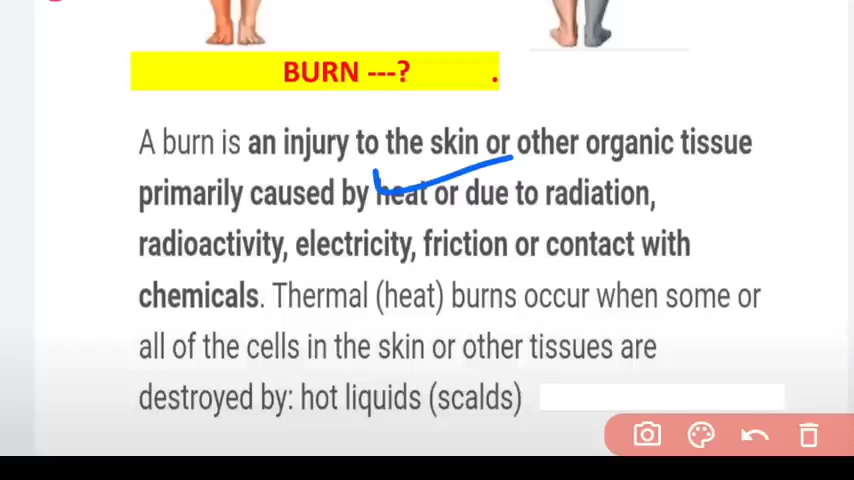 BURN ---? .
A burn is an injury to the skin or other organic tissue
primarily caused by heat or due to radiation,
radioactivity, electricity, friction or contact with
chemicals. Thermal (heat) burns occur when some or
all of the cells in the skin or other tissues are
destroyed by: hot liquids (scalds)